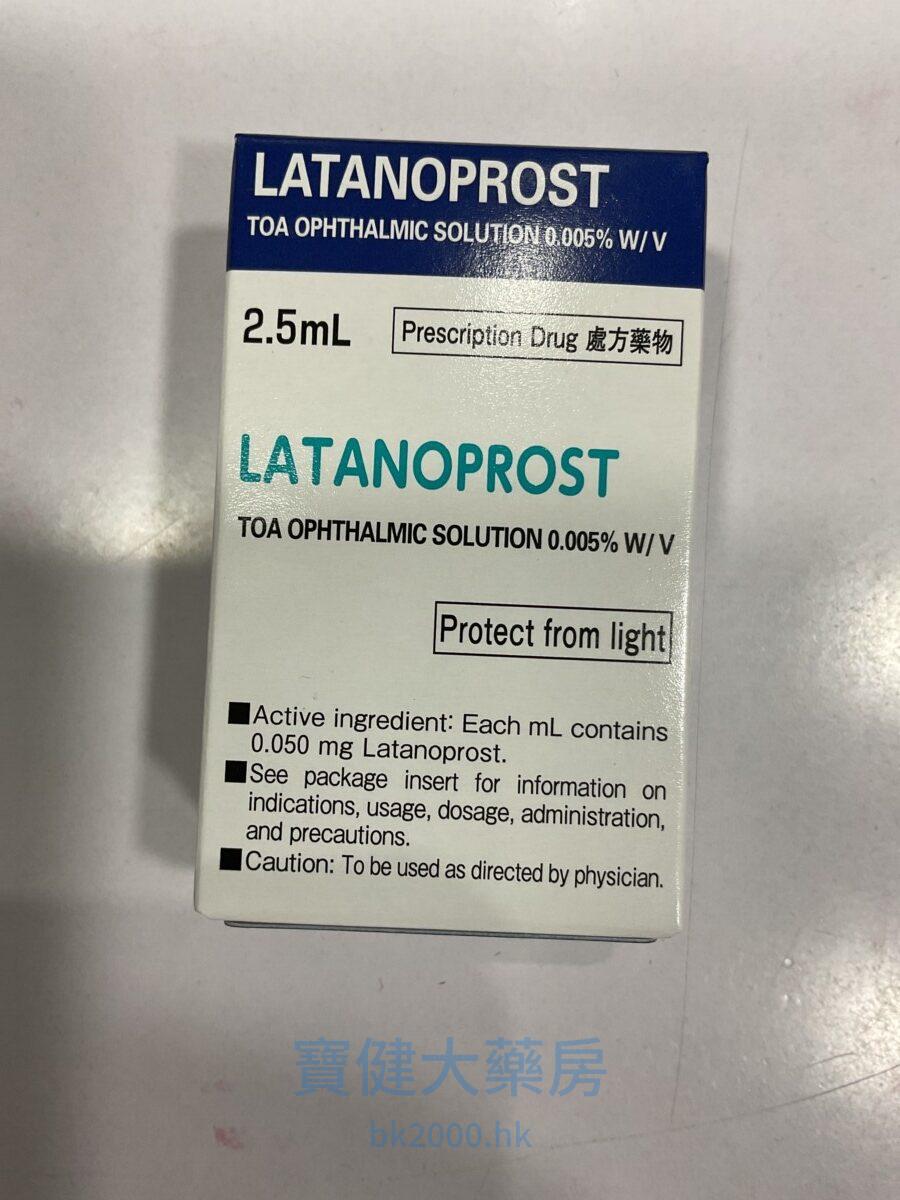 LATANOPROST
TOA OPHTHALMIC SOLUTION 0.005% W/V
2.5mL
Prescription Drug 處方藥物
LATANOPROST
TOA OPHTHALMIC SOLUTION 0.005% W/V
Protect from light
■Active ingredient: Each mL contains
0.050 mg Latanoprost.
■See package insert for information on
indications, usage, dosage, administration,
and precautions.
■Caution: To be used as directed by physician.
寶健大藥房
bk2000.hk